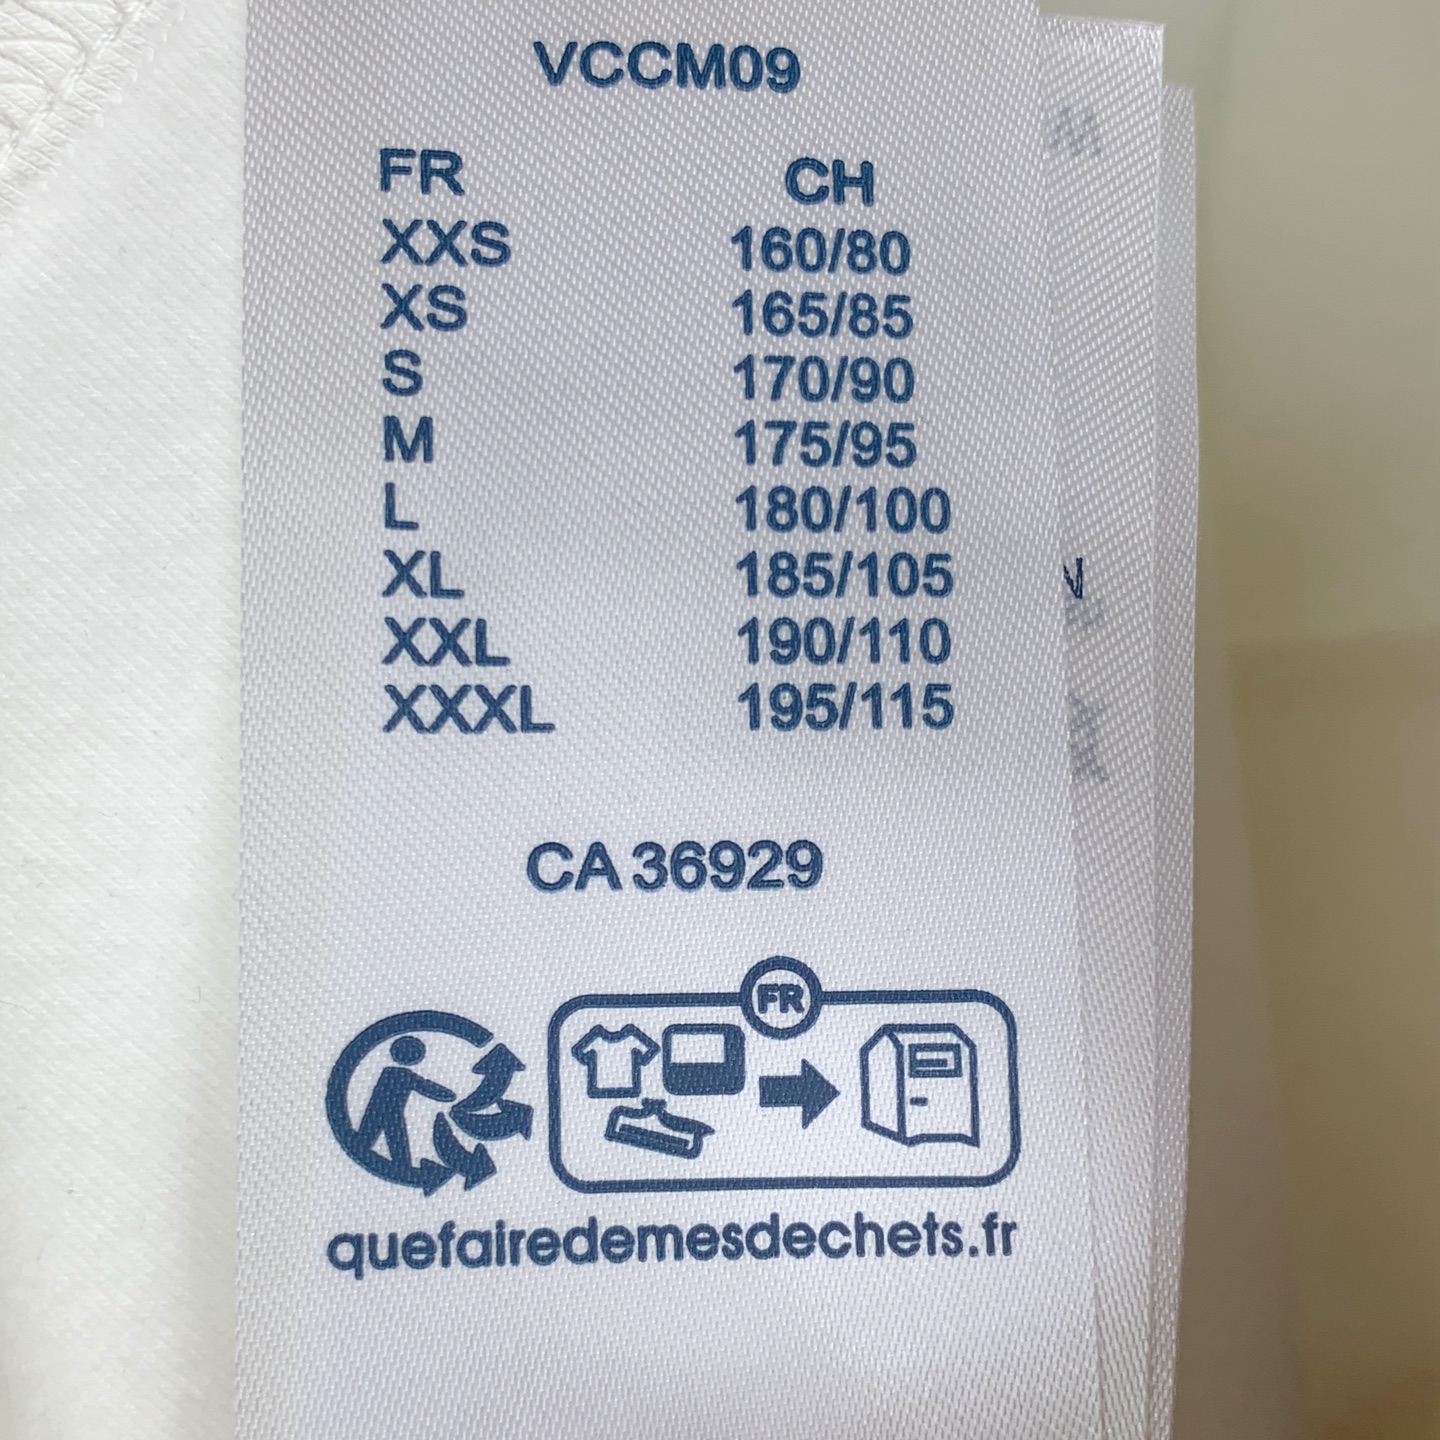 VCCM09
FR CH
XXS 160/80
XS 165/85
S 170/90
M 175/95
L 180/100
XL 185/105
XXL 190/110
XXXL 195/115
CA 36929
FR
quefairedemesdechets.fr